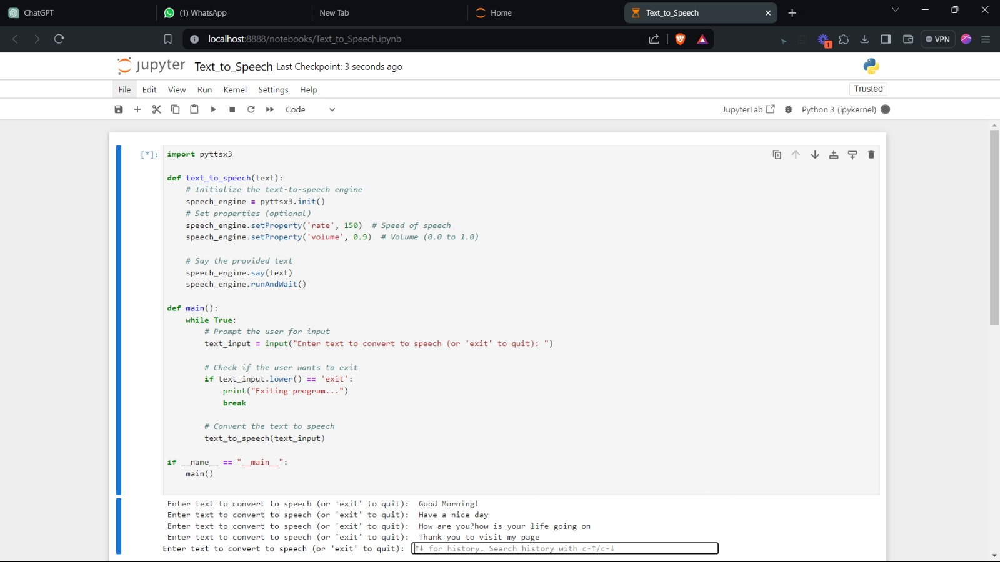 ChatGPT
(1) WhatsApp
New Tab
Home
Text_to_Speech
localhost:8888/notebooks/Text_to_Speech.ipynb
1
VPN
jupyter Text_to_Speech Last Checkpoint: 3 seconds ago
File Edit View Run Kernel Settings Help
Trusted
Code
JupyterLab
Python 3 (ipykernel)
[*]:
import pyttsx3
def text_to_speech(text):
# Initialize the text-to-speech engine
speech_engine = pyttsx3.init()
# Set properties (optional)
speech_engine.setProperty('rate', 150)  # Speed of speech
speech_engine.setProperty('volume', 0.9)  # Volume (0.0 to 1.0)
# Say the provided text
speech_engine.say(text)
speech_engine.runAndWait()
def main():
while True:
# Prompt the user for input
text_input = input("Enter text to convert to speech (or 'exit' to quit): ")
# Check if the user wants to exit
if text_input.lower() == 'exit':
print("Exiting program...")
break
# Convert the text to speech
text_to_speech(text_input)
if __name__ == "__main__":
main()
Enter text to convert to speech (or 'exit' to quit):  Good Morning!
Enter text to convert to speech (or 'exit' to quit):  Have a nice day
Enter text to convert to speech (or 'exit' to quit):  How are you?how is your life going on
Enter text to convert to speech (or 'exit' to quit):  Thank you to visit my page
Enter text to convert to speech (or 'exit' to quit):  ↑↓ for history. Search history with c-↑/c-↓